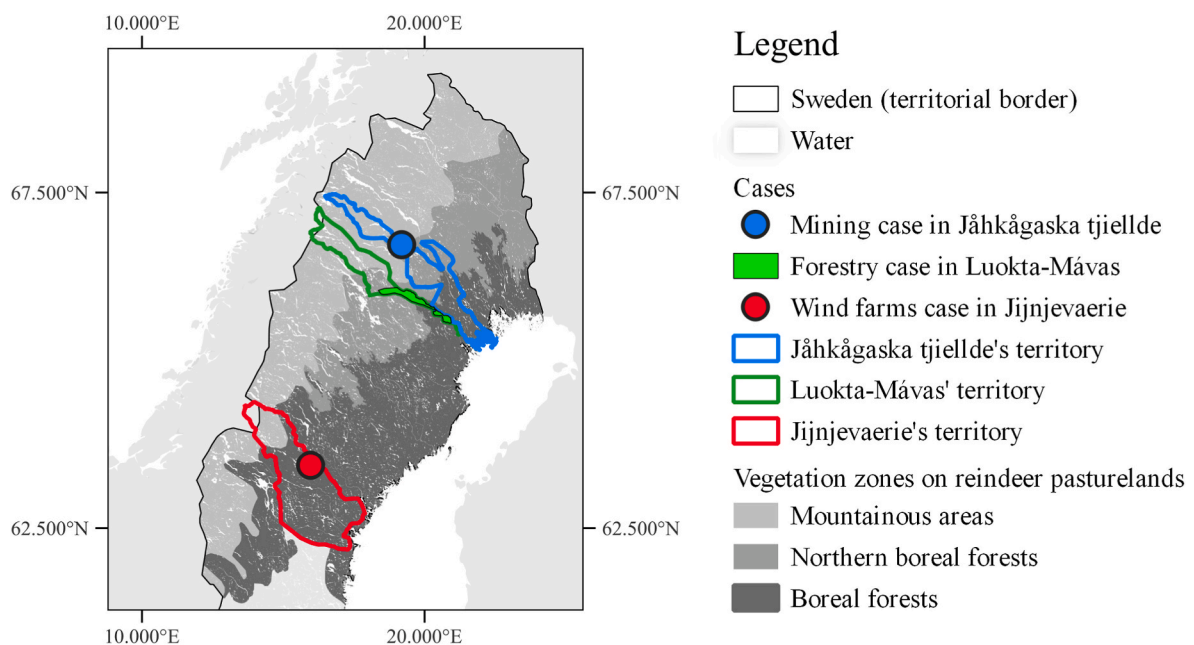 10.000°E 20.000°E
67.500°N 67.500°N
62.500°N 62.500°N
10.000°E 20.000°E
Legend
Sweden (territorial border)
Water
Cases
Mining case in Jåhkågaska tjiellde
Forestry case in Luokta-Mávas
Wind farms case in Jijnjevaerie
Jåhkågaska tjiellde's territory
Luokta-Mávas' territory
Jijnjevaerie's territory
Vegetation zones on reindeer pasturelands
Mountainous areas
Northern boreal forests
Boreal forests